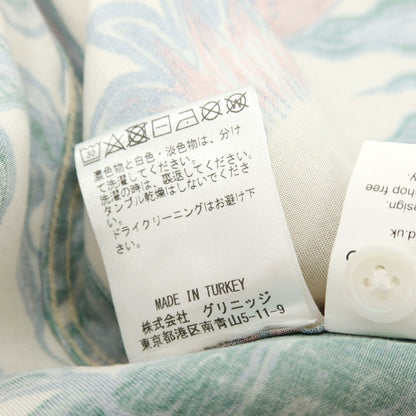 30
濃色物と白色・淡色物は、分け
て洗濯してください。
洗濯の時は、裏返してください。
タンブル乾燥はしないでくださ
い。
ドライクリーニングはお避け下
さい。
MADE IN TURKEY
株式会社 グリニッジ
東京都港区南青山5-11-9
shop free
design.
d.uk